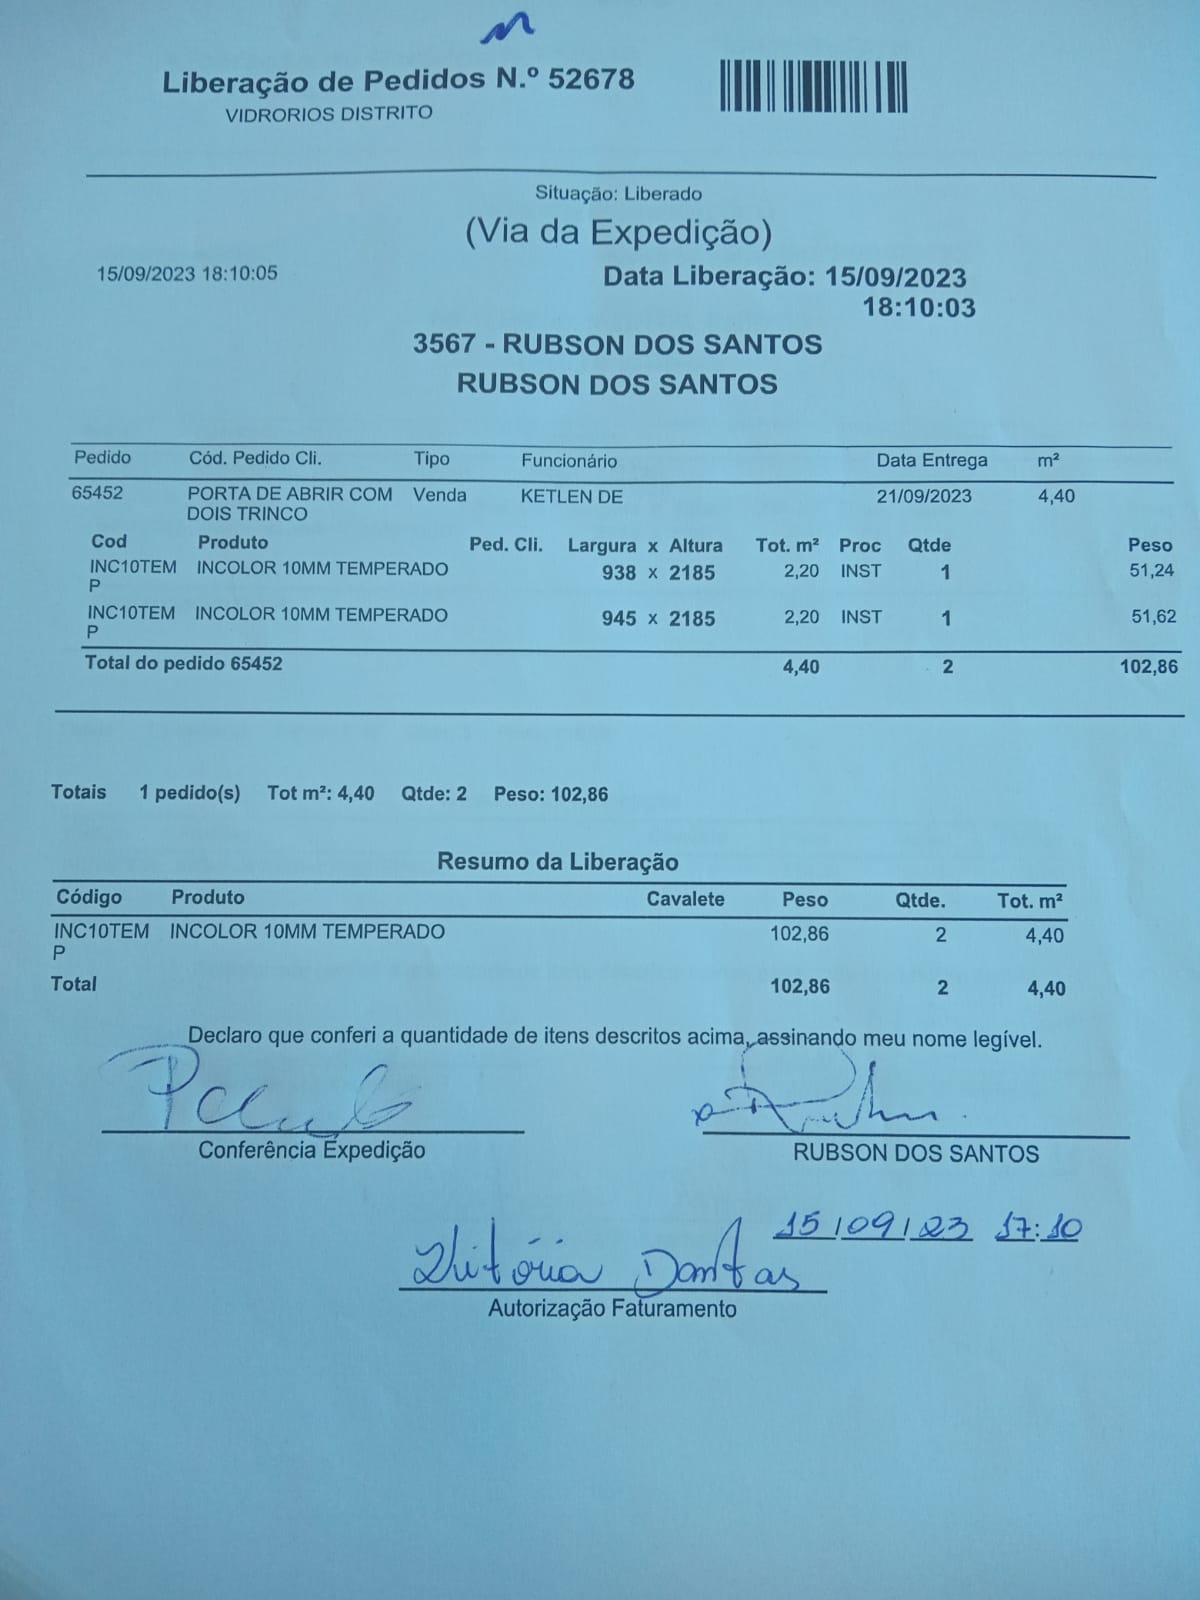 Liberação de Pedidos N.º 52678
VIDRORIOS DISTRITO
Situação: Liberado
(Via da Expedição)
15/09/2023 18:10:05
Data Liberação: 15/09/2023
18:10:03
3567 - RUBSON DOS SANTOS
RUBSON DOS SANTOS
Pedido Cód. Pedido Cli. Tipo Funcionário Data Entrega m²
65452 PORTA DE ABRIR COM Venda KETLEN DE 21/09/2023 4,40
DOIS TRINCO
Cod Produto Ped. Cli. Largura x Altura Tot. m² Proc Qtde Peso
INC10TEM INCOLOR 10MM TEMPERADO 938 x 2185 2,20 INST 1 51,24
P
INC10TEM INCOLOR 10MM TEMPERADO 945 x 2185 2,20 INST 1 51,62
P
Total do pedido 65452 4,40 2 102,86
Totais 1 pedido(s) Tot m²: 4,40 Qtde: 2 Peso: 102,86
Resumo da Liberação
Código Produto Cavalete Peso Qtde. Tot. m²
INC10TEM INCOLOR 10MM TEMPERADO 102,86 2 4,40
P
Total 102,86 2 4,40
Declaro que conferi a quantidade de itens descritos acima, assinando meu nome legível.
Conferência Expedição
RUBSON DOS SANTOS
15/09/23 17:10
Vitória Dantas
Autorização Faturamento